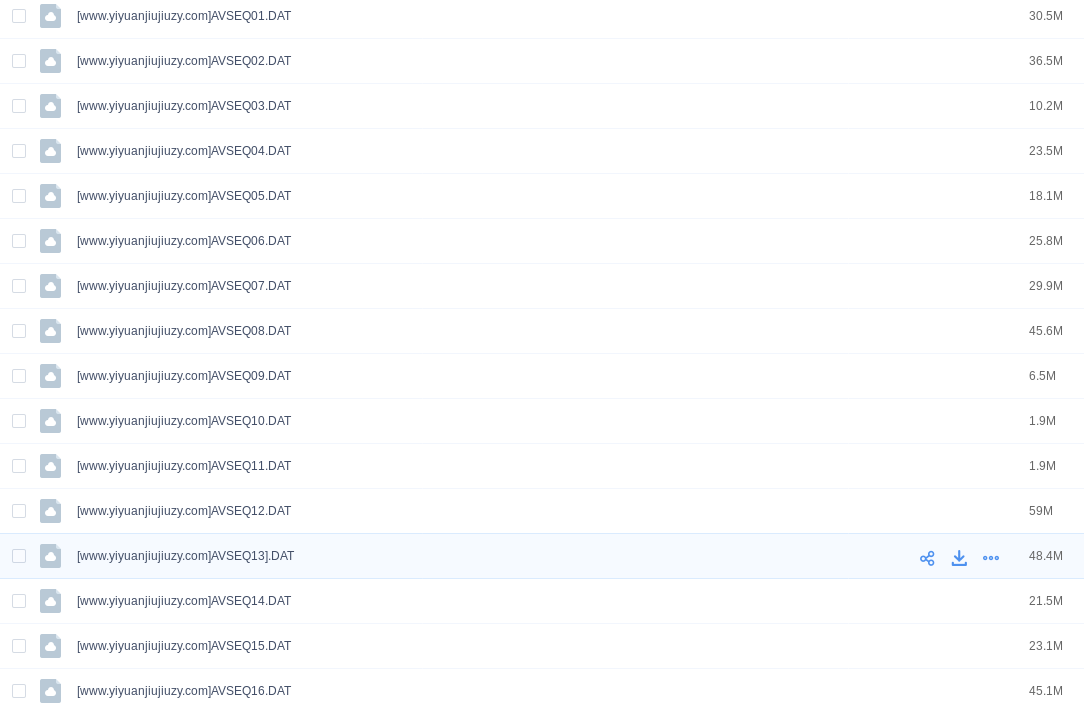 [www.yiyuanjiujiuzy.com]AVSEQ01.DAT 30.5M
[www.yiyuanjiujiuzy.com]AVSEQ02.DAT 36.5M
[www.yiyuanjiujiuzy.com]AVSEQ03.DAT 10.2M
[www.yiyuanjiujiuzy.com]AVSEQ04.DAT 23.5M
[www.yiyuanjiujiuzy.com]AVSEQ05.DAT 18.1M
[www.yiyuanjiujiuzy.com]AVSEQ06.DAT 25.8M
[www.yiyuanjiujiuzy.com]AVSEQ07.DAT 29.9M
[www.yiyuanjiujiuzy.com]AVSEQ08.DAT 45.6M
[www.yiyuanjiujiuzy.com]AVSEQ09.DAT 6.5M
[www.yiyuanjiujiuzy.com]AVSEQ10.DAT 1.9M
[www.yiyuanjiujiuzy.com]AVSEQ11.DAT 1.9M
[www.yiyuanjiujiuzy.com]AVSEQ12.DAT 59M
[www.yiyuanjiujiuzy.com]AVSEQ13].DAT 48.4M
[www.yiyuanjiujiuzy.com]AVSEQ14.DAT 21.5M
[www.yiyuanjiujiuzy.com]AVSEQ15.DAT 23.1M
[www.yiyuanjiujiuzy.com]AVSEQ16.DAT 45.1M